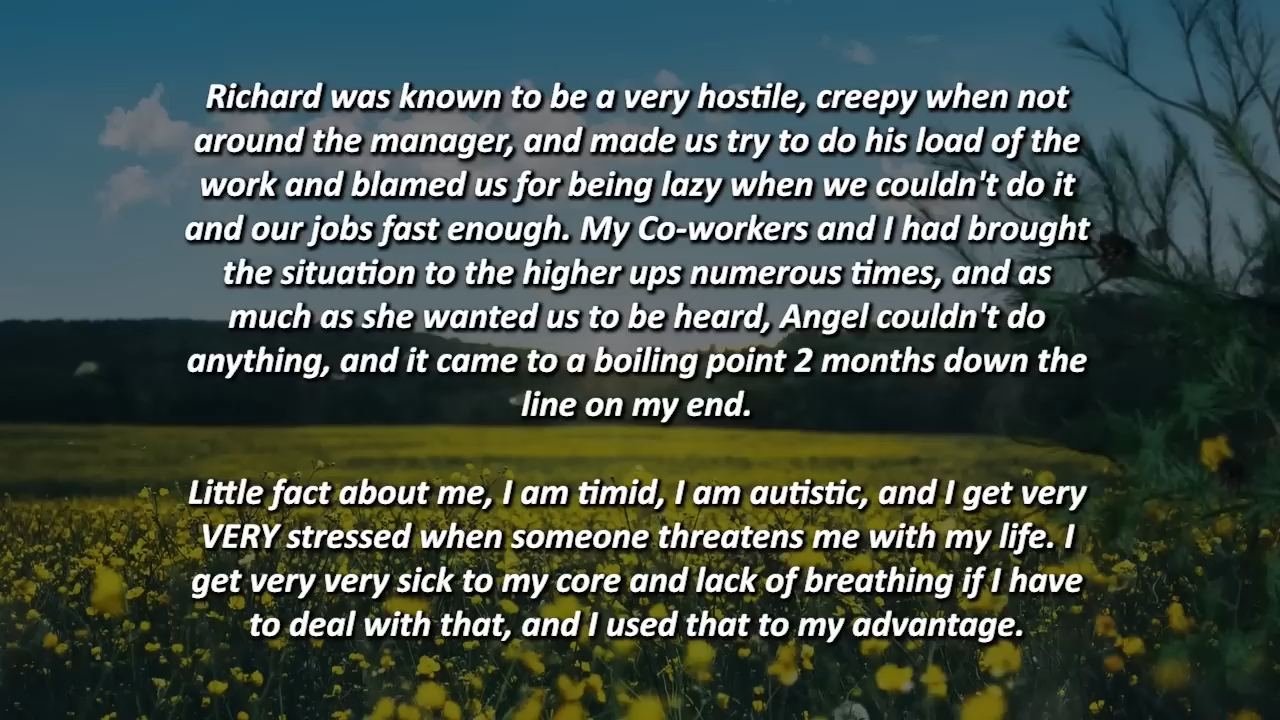 Richard was known to be a very hostile, creepy when not
around the manager, and made us try to do his load of the
work and blamed us for being lazy when we couldn't do it
and our jobs fast enough. My Co-workers and I had brought
the situation to the higher ups numerous times, and as
much as she wanted us to be heard, Angel couldn't do
anything, and it came to a boiling point 2 months down the
line on my end.
Little fact about me, I am timid, I am autistic, and I get very
VERY stressed when someone threatens me with my life. I
get very very sick to my core and lack of breathing if I have
to deal with that, and I used that to my advantage.